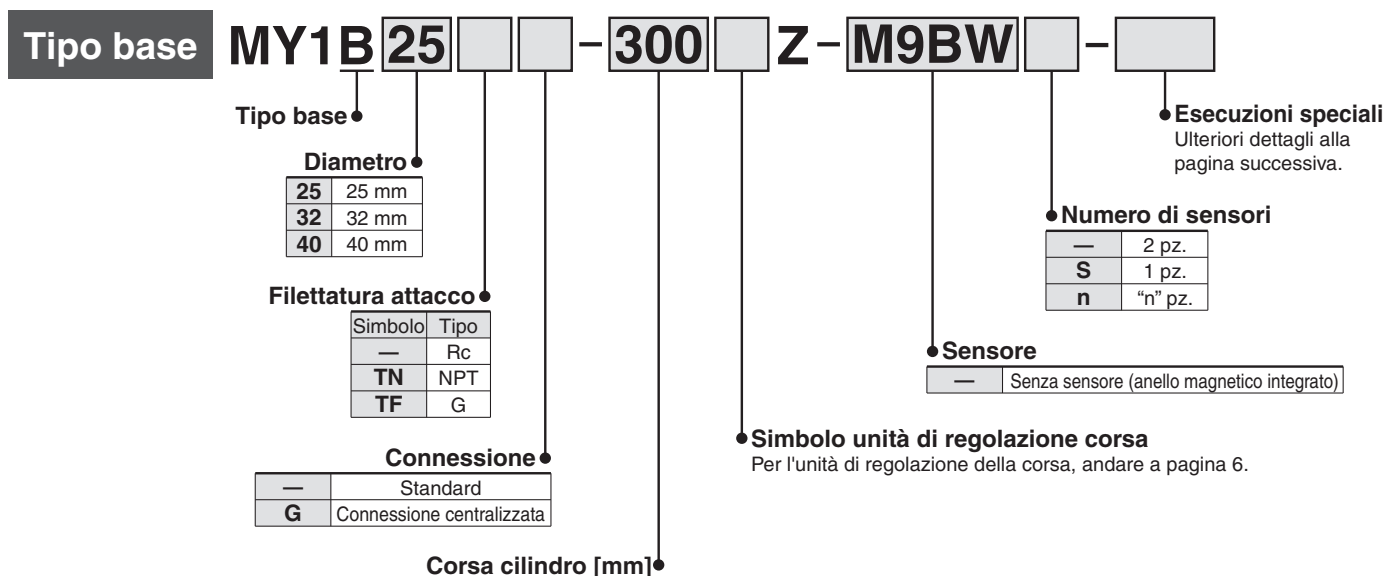 Tipo base MY1B 25 – 300 Z – M9BW –
Tipo base
Esecuzioni speciali
Ulteriori dettagli alla
pagina successiva.
Diametro
25 25 mm
32 32 mm
40 40 mm
Numero di sensori
— 2 pz.
S 1 pz.
n “n” pz.
Filettatura attacco
Simbolo Tipo
— Rc
TN NPT
TF G
Sensore
— Senza sensore (anello magnetico integrato)
Simbolo unità di regolazione corsa
Per l'unità di regolazione della corsa, andare a pagina 6.
Connessione
— Standard
G Connessione centralizzata
Corsa cilindro [mm]